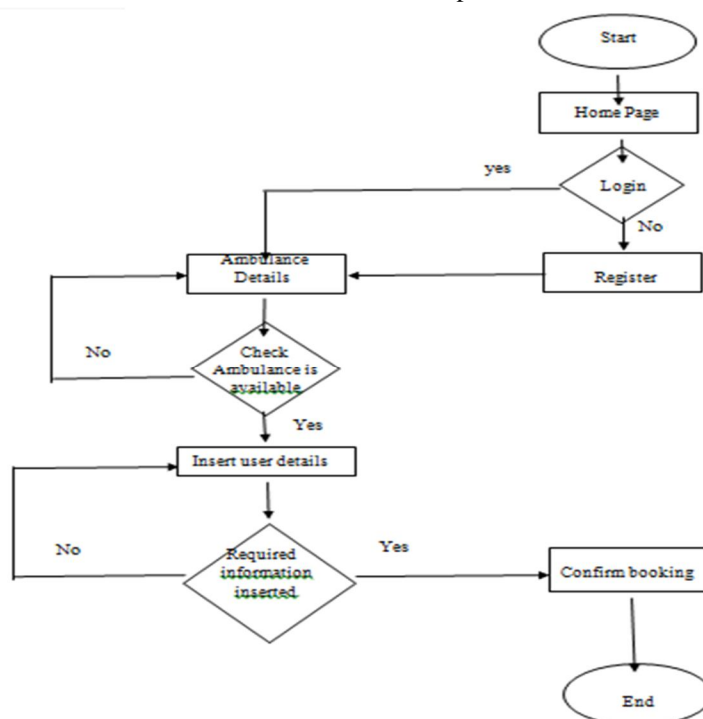 Start
Home Page
yes
Login
No
Ambulance
Details
Register
No
Check
Ambulance is
available
Yes
Insert user details
No
Required
information
inserted
Yes
Confirm booking
End